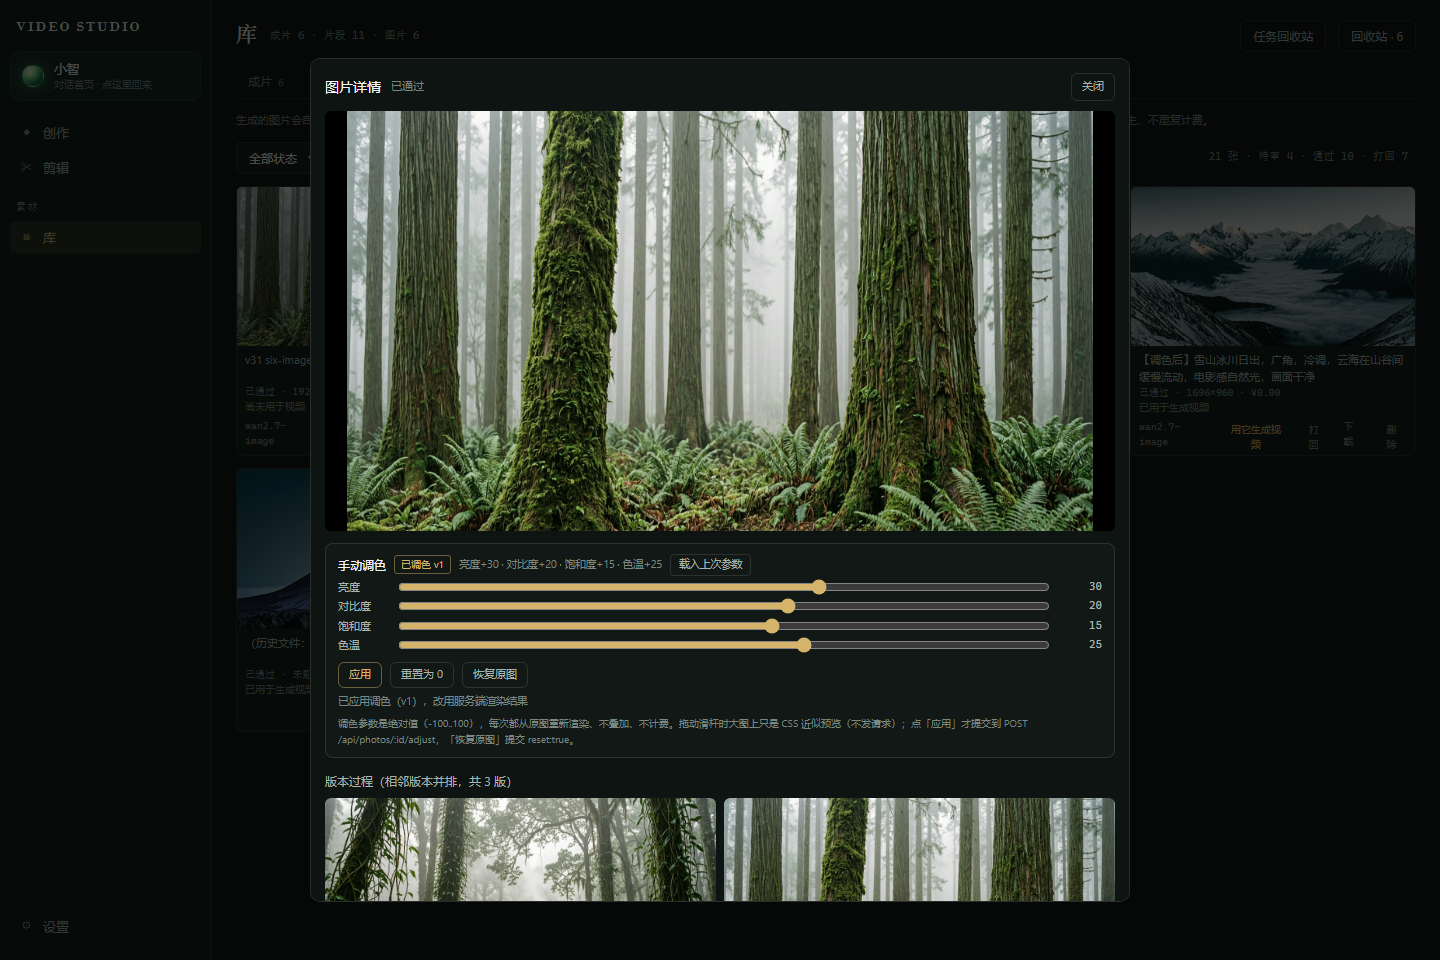 VIDEO STUDIO
小智
对话首页 · 点这里回来
创作
剪辑
素材
库
设置
库 成片 6 · 片段 11 · 图片 6
任务回收站
回收站 · 6
成片 6
生成的图片会自
生。不重复计费。
全部状态
21 张 · 待审 4 · 通过 10 · 打回 7
v31 six-image
已通过 · 192
尚未用于视频
wan2.7-
image
(历史文件：
已用于生成视频
【调色后】雪山冰川日出，广角，冷调，云海在山谷间
缓慢流动，电影感自然光，画面干净
已通过 · 1696×960 · ¥0.00
已用于生成视频
wan2.7-
image
用它生成视
频
打
回
下
载
删
除
图片详情 已通过
关闭
手动调色 已调色 v1 亮度+30 · 对比度+20 · 饱和度+15 · 色温+25 载入上次参数
亮度 30
对比度 20
饱和度 15
色温 25
应用 重置为 0 恢复原图
已应用调色（v1），改用服务端渲染结果
调色参数是绝对值（-100..100），每次都从原图重新渲染、不叠加、不计费。拖动滑杆时大图上只是 CSS 近似预览（不发请求）；点「应用」才提交到 POST
/api/photos/:id/adjust，「恢复原图」提交 reset:true。
版本过程（相邻版本并排，共 3 版）